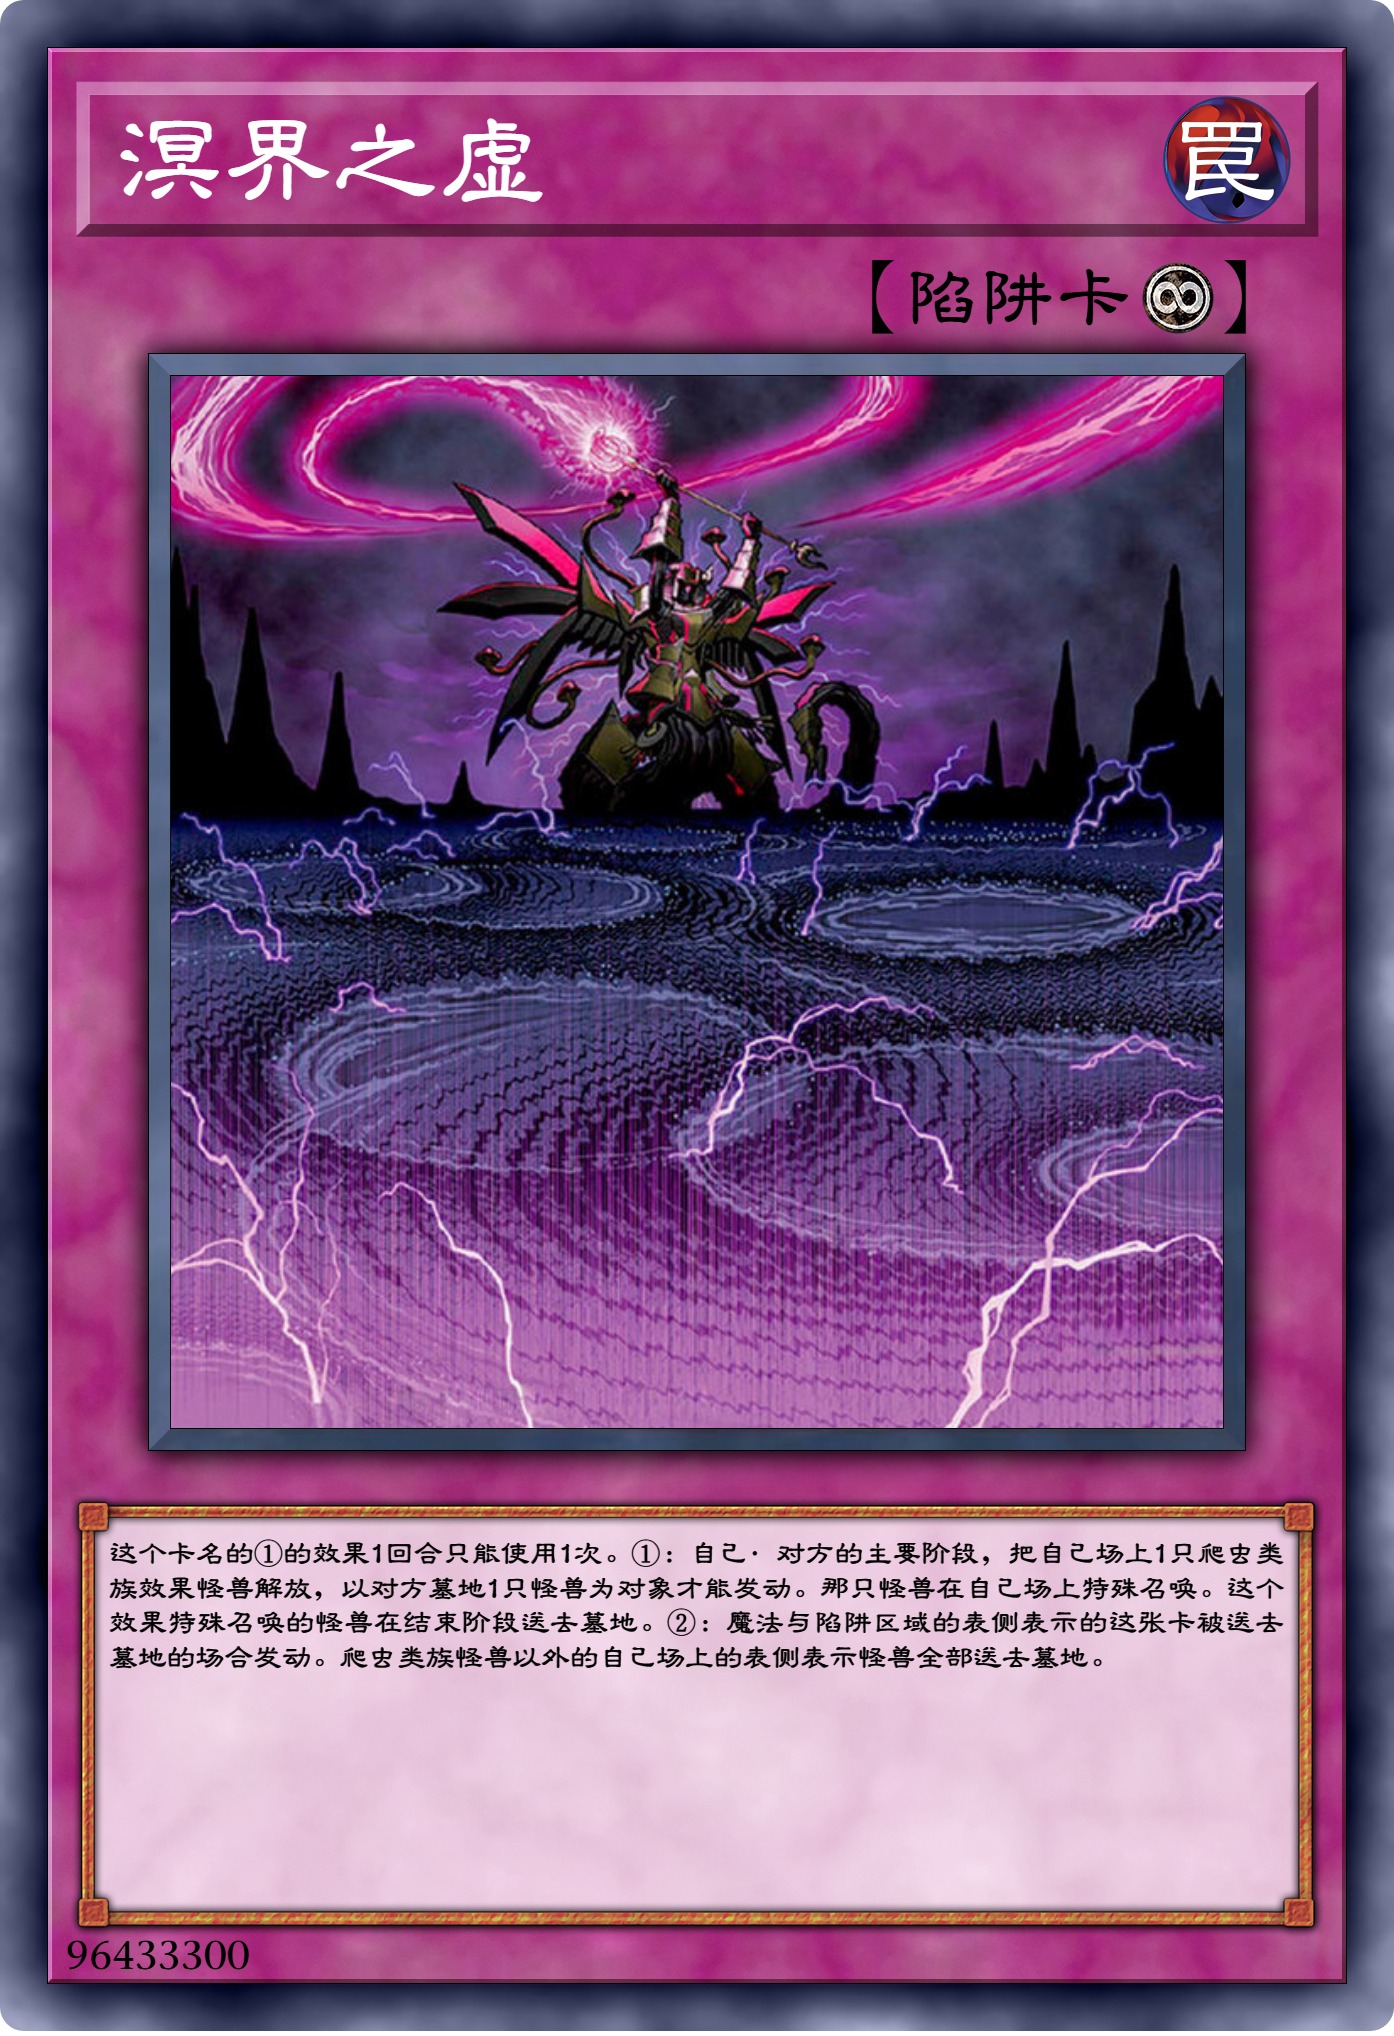 溟界之虚
罠
【陷阱卡】
这个卡名的①的效果1回合只能使用1次。①：自己·对方的主要阶段，把自己场上1只爬虫类
族效果怪兽解放，以对方墓地1只怪兽为对象才能发动。那只怪兽在自己场上特殊召唤。这个
效果特殊召唤的怪兽在结束阶段送去墓地。②：魔法与陷阱区域的表侧表示的这张卡被送去
墓地的场合发动。爬虫类族怪兽以外的自己场上的表侧表示怪兽全部送去墓地。
96433300